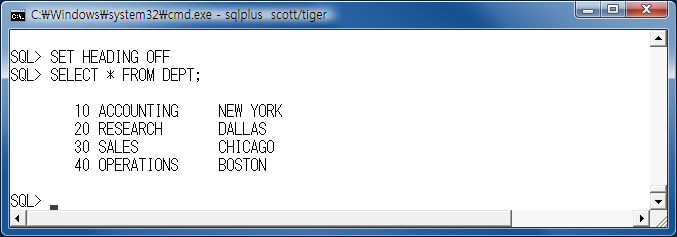 C:₩Windows₩system32₩cmd.exe - sqlplus  scott/tiger
SQL> SET HEADING OFF
SQL> SELECT * FROM DEPT;
10 ACCOUNTING     NEW YORK
20 RESEARCH       DALLAS
30 SALES          CHICAGO
40 OPERATIONS     BOSTON
SQL>